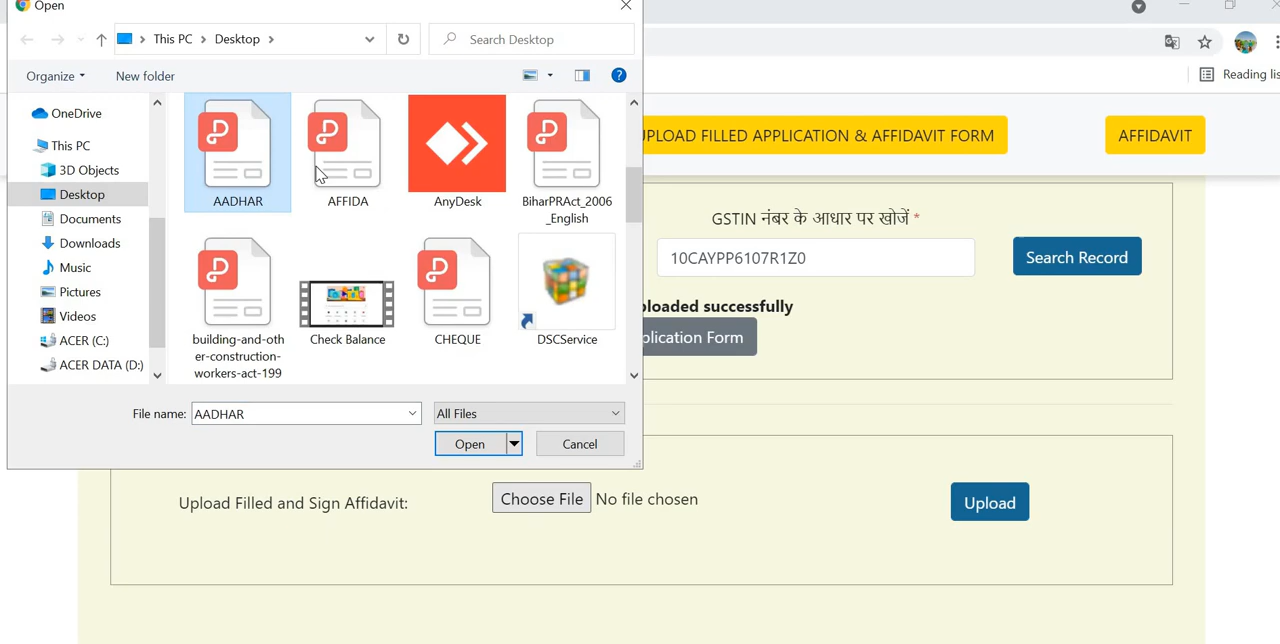 Open
This PC > Desktop >
Search Desktop
Organize
New folder
Reading
OneDrive
This PC
3D Objects
Desktop
Documents
Downloads
Music
Pictures
Videos
ACER (C:)
ACER DATA (D:)
AADHAR
AFFIDA
AnyDesk
BiharPRAct_2006
_English
building-and-oth
er-construction-
workers-act-199
Check Balance
CHEQUE
DSCService
File name: AADHAR
All Files
Open
Cancel
UPLOAD FILLED APPLICATION & AFFIDAVIT FORM
AFFIDAVIT
GSTIN नंबर के आधार पर खोजें *
10CAYPP6107R1Z0
Search Record
ploaded successfully
plication Form
Upload Filled and Sign Affidavit:
Choose File No file chosen
Upload